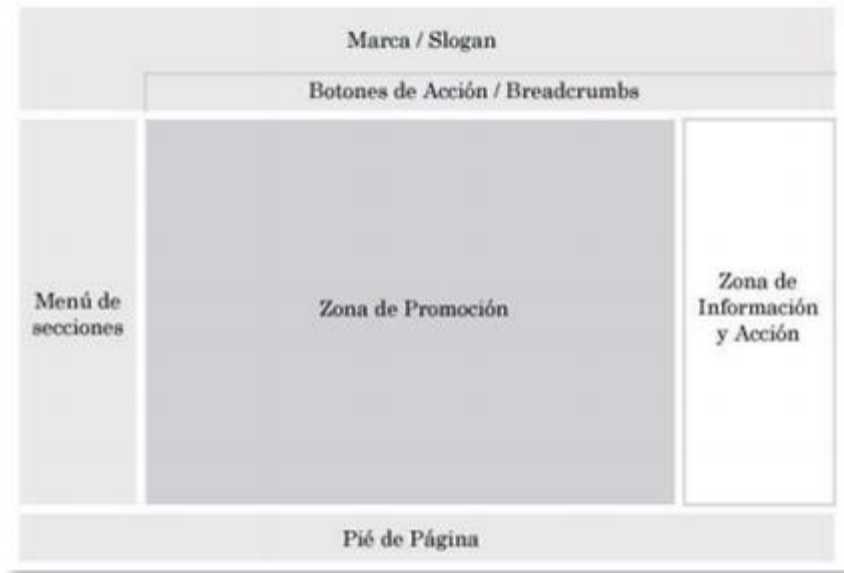 Marca / Slogan
Botones de Acción / Breadcrumbs
Menú de
secciones
Zona de Promoción
Zona de
Información
y Acción
Pié de Página